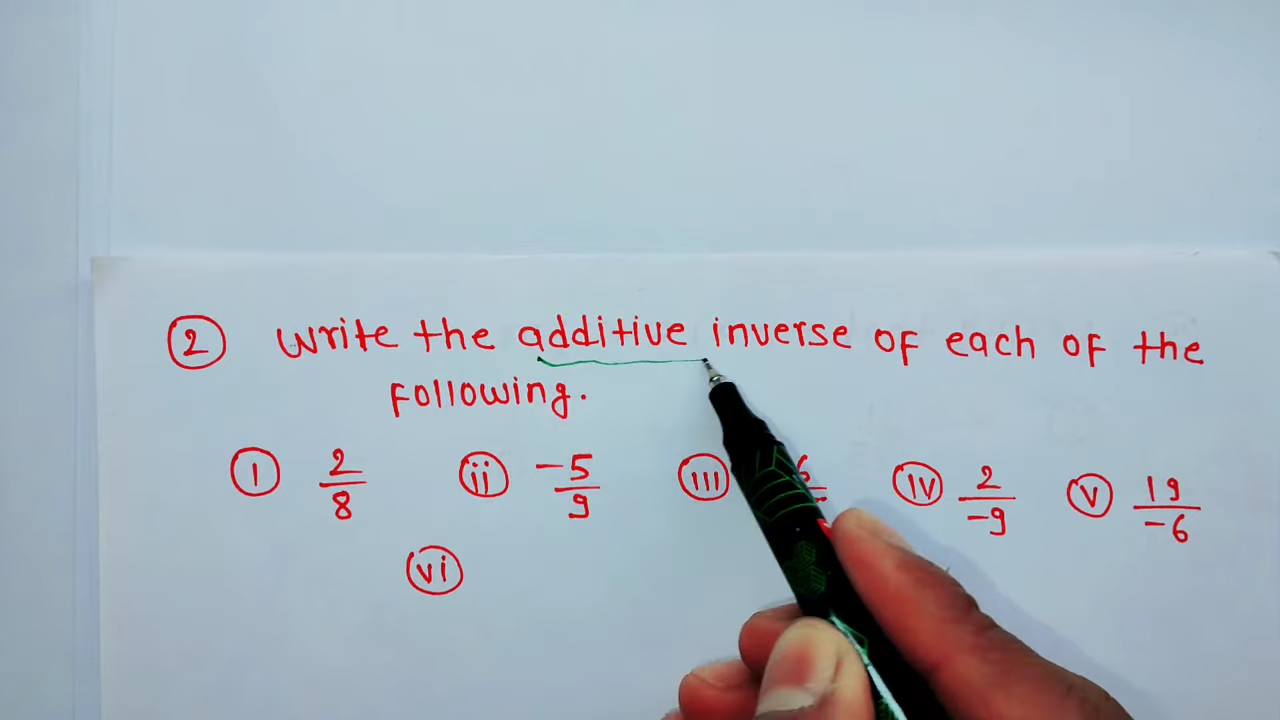 ② Write the additive inverse of each of the
following.
ⓘ 2/8 ⓘⓘ -5/9 ⓘⓘⓘ ⓘⓥ 2/-9 ⓥ 19/-6
ⓥⓘ